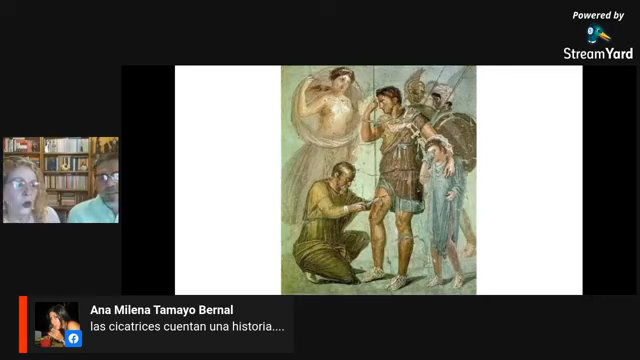 Powered by
StreamYard
Ana Milena Tamayo Bernal
las cicatrices cuentan una historia....